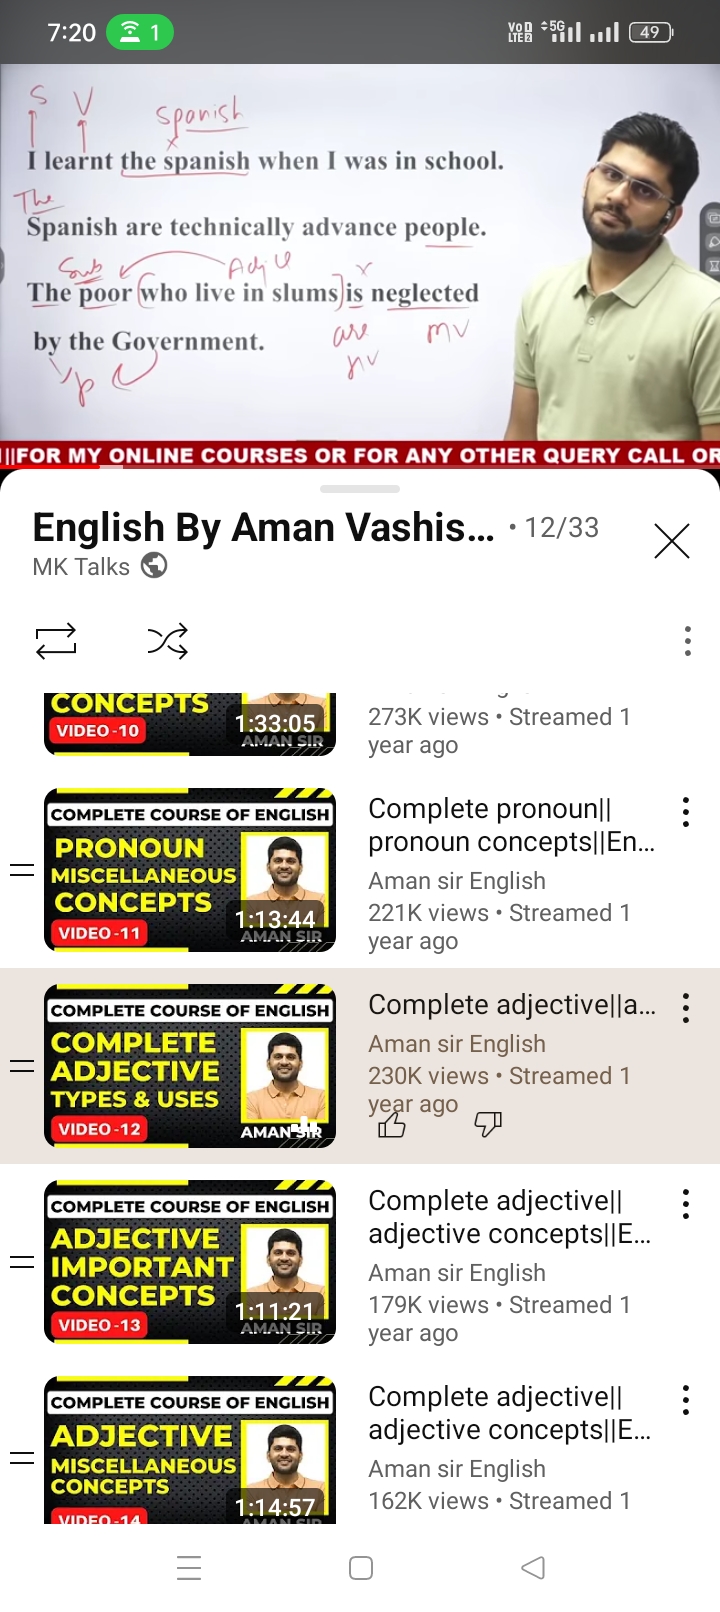 7:20
1
Vo D
LTE 2
5G
49
S V Spanish
x
I learnt the spanish when I was in school.
The
Spanish are technically advance people.
Sub Adj cl x
The poor (who live in slums) is neglected
are mv
by the Government.
hv
||FOR MY ONLINE COURSES OR FOR ANY OTHER QUERY CALL OR
English By Aman Vashis... • 12/33
MK Talks
CONCEPTS
VIDEO-10
1:33:05
AMAN SIR
273K views • Streamed 1
year ago
COMPLETE COURSE OF ENGLISH
PRONOUN
MISCELLANEOUS
CONCEPTS
VIDEO-11
1:13:44
AMAN SIR
Complete pronoun||
pronoun concepts||En...
Aman sir English
221K views • Streamed 1
year ago
COMPLETE COURSE OF ENGLISH
COMPLETE
ADJECTIVE
TYPES & USES
VIDEO-12
AMAN SIR
Complete adjective||a...
Aman sir English
230K views • Streamed 1
year ago
COMPLETE COURSE OF ENGLISH
ADJECTIVE
IMPORTANT
CONCEPTS
VIDEO-13
1:11:21
AMAN SIR
Complete adjective||
adjective concepts||E...
Aman sir English
179K views • Streamed 1
year ago
COMPLETE COURSE OF ENGLISH
ADJECTIVE
MISCELLANEOUS
CONCEPTS
VIDEO-14
1:14:57
AMAN SIR
Complete adjective||
adjective concepts||E...
Aman sir English
162K views • Streamed 1